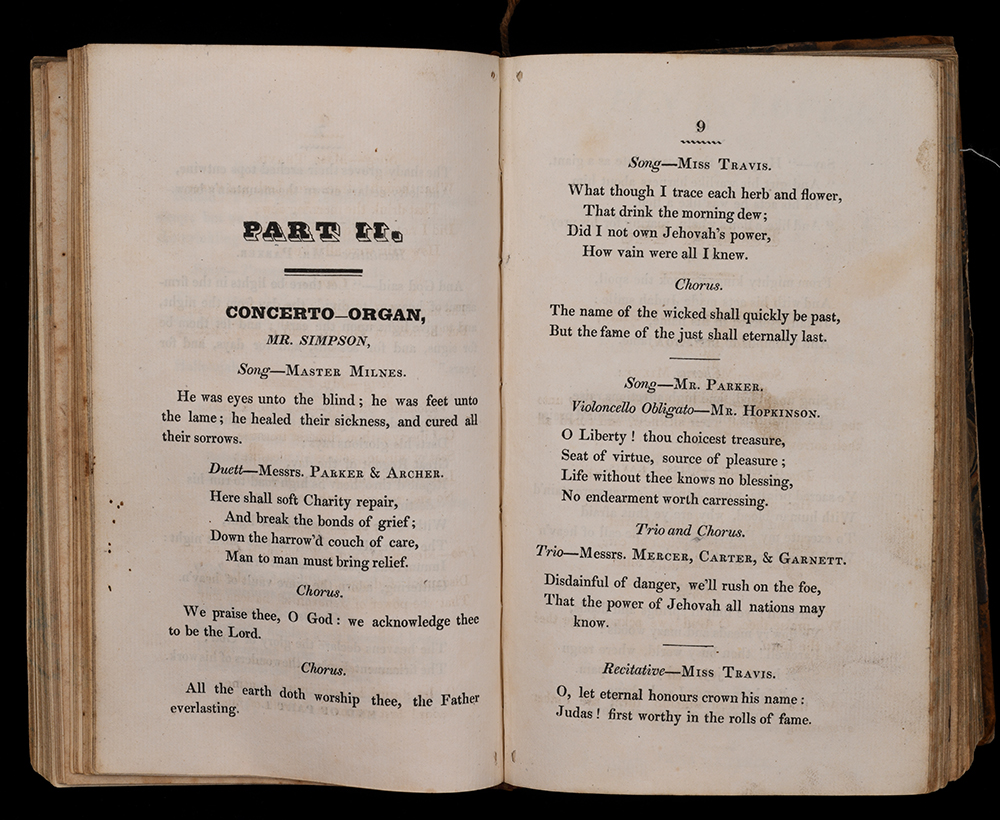 PART II.
CONCERTO—ORGAN,
MR. SIMPSON,
Song—Master Milnes.
He was eyes unto the blind; he was feet unto
the lame; he healed their sickness, and cured all
their sorrows.
Duett—Messrs. Parker & Archer.
Here shall soft Charity repair,
And break the bonds of grief;
Down the harrow'd couch of care,
Man to man must bring relief.
Chorus.
We praise thee, O God: we acknowledge thee
to be the Lord.
Chorus.
All the earth doth worship thee, the Father
everlasting.
9
Song—Miss Travis.
What though I trace each herb and flower,
That drink the morning dew;
Did I not own Jehovah's power,
How vain were all I knew.
Chorus.
The name of the wicked shall quickly be past,
But the fame of the just shall eternally last.
Song—Mr. Parker.
Violoncello Obligato—Mr. Hopkinson.
O Liberty! thou choicest treasure,
Seat of virtue, source of pleasure;
Life without thee knows no blessing,
No endearment worth carressing.
Trio and Chorus.
Trio—Messrs. Mercer, Carter, & Garnett.
Disdainful of danger, we'll rush on the foe,
That the power of Jehovah all nations may
know.
Recitative—Miss Travis.
O, let eternal honours crown his name:
Judas! first worthy in the rolls of fame.